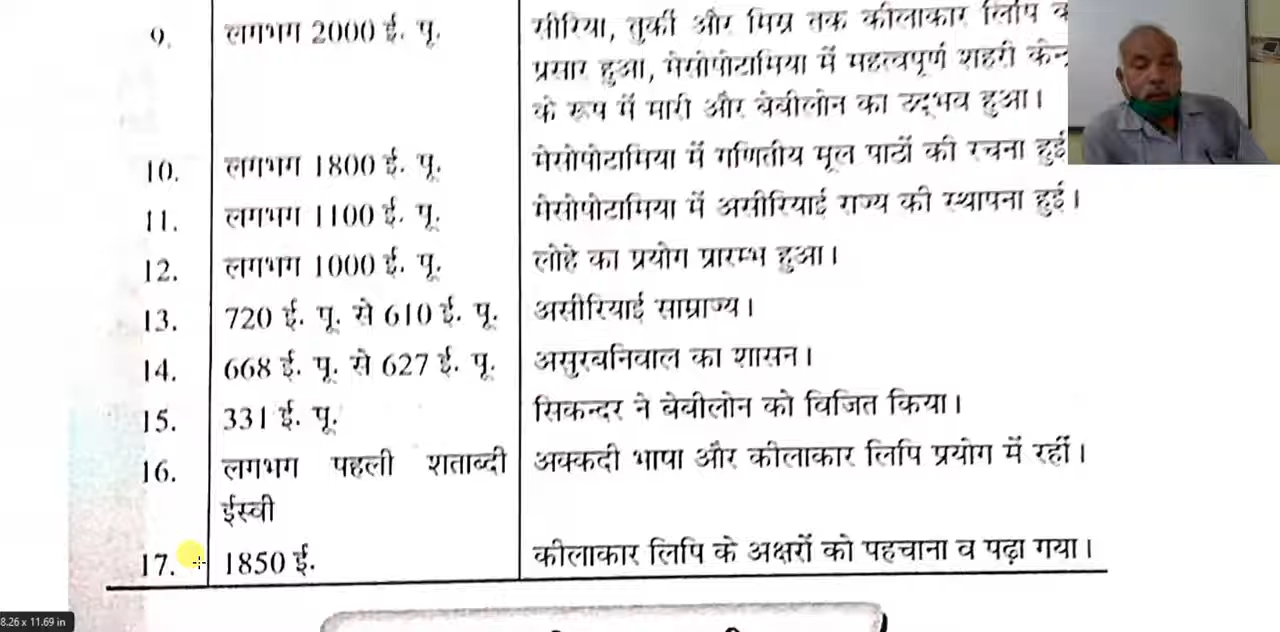 9. लगभग 2000 ई. पू. सीरिया, तुर्की और मिस्र तक कीलाकार लिपि
प्रसार हुआ, मेसोपोटामिया में महत्वपूर्ण शहरी
के रूप में मारी और बेबीलोन का उद्भव हुआ।
10. लगभग 1800 ई. पू. मेसोपोटामिया में गणितीय मूल पाठों की रचना हुई
11. लगभग 1100 ई. पू. मेसोपोटामिया में असीरियाई राज्य की स्थापना हुई।
12. लगभग 1000 ई. पू. लोहे का प्रयोग प्रारम्भ हुआ।
13. 720 ई. पू. से 610 ई. पू. असीरियाई साम्राज्य।
14. 668 ई. पू. से 627 ई. पू. असुरबनिवाल का शासन।
15. 331 ई. पू. सिकन्दर ने बेबीलोन को विजित किया।
16. लगभग पहली शताब्दी अक्कदी भाषा और कीलाकार लिपि प्रयोग में रहीं।
ईस्वी
17. 1850 ई. कीलाकार लिपि के अक्षरों को पहचाना व पढ़ा गया।
8.26 x 11.69 in